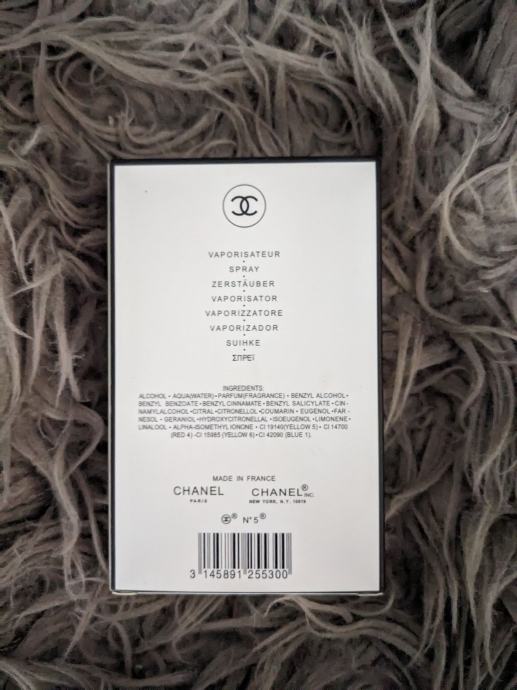 VAPORISATEUR
SPRAY
ZERSTÄUBER
VAPORISATOR
VAPORIZZATORE
VAPORIZADOR
SUIHKE
ΣΠΡΕΪ
INGREDIENTS:
ALCOHOL • AQUA(WATER) • PARFUM(FRAGRANCE) • BENZYL ALCOHOL •
BENZYL BENZOATE • BENZYL CINNAMATE • BENZYL SALICYLATE • CIN-
NAMYLALCOHOL • CITRAL • CITRONELLOL • COUMARIN • EUGENOL • FAR-
NESOL • GERANIOL • HYDROXYCITRONELLAL • ISOEUGENOL • LIMONENE •
LINALOOL • ALPHA-ISOMETHYL IONONE • CI 19140(YELLOW 5) • CI 14700
(RED 4) • CI 15985 (YELLOW 6) • CI 42090 (BLUE 1).
MADE IN FRANCE
CHANEL CHANEL® INC.
PARIS NEW YORK, N.Y. 10019
® N°5®
3 145891 255300